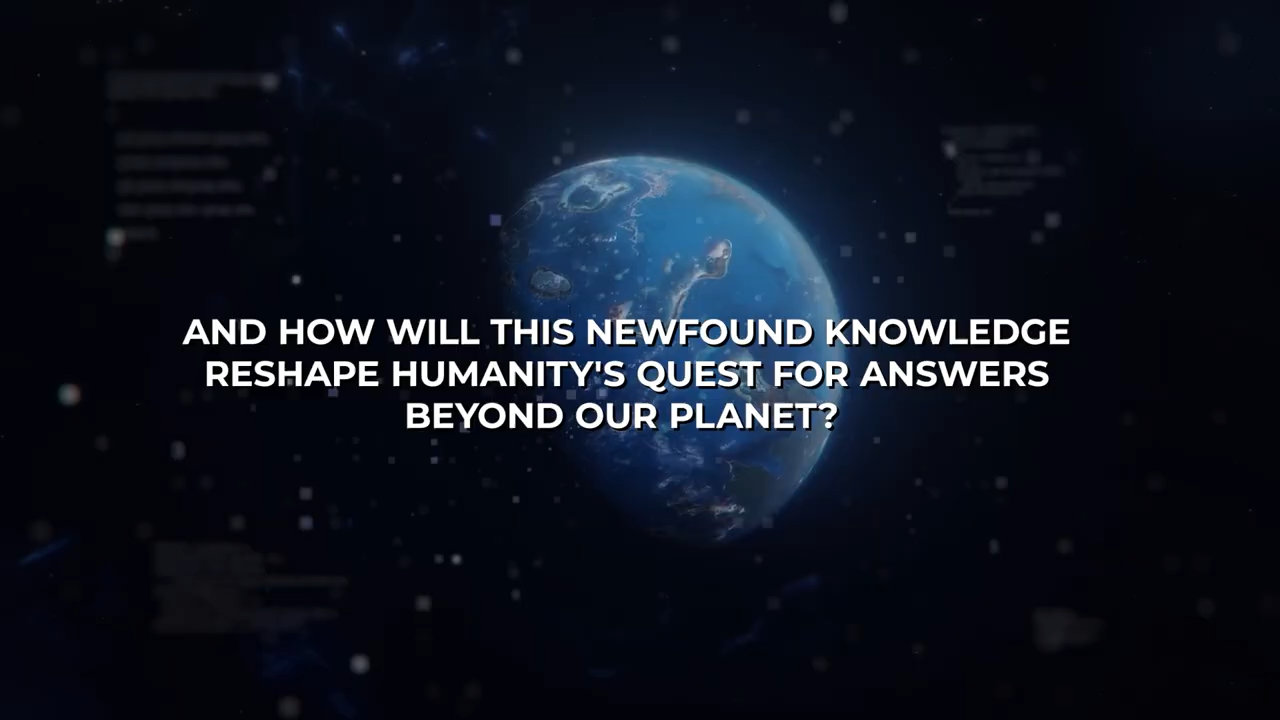 AND HOW WILL THIS NEWFOUND KNOWLEDGE
RESHAPE HUMANITY'S QUEST FOR ANSWERS
BEYOND OUR PLANET?